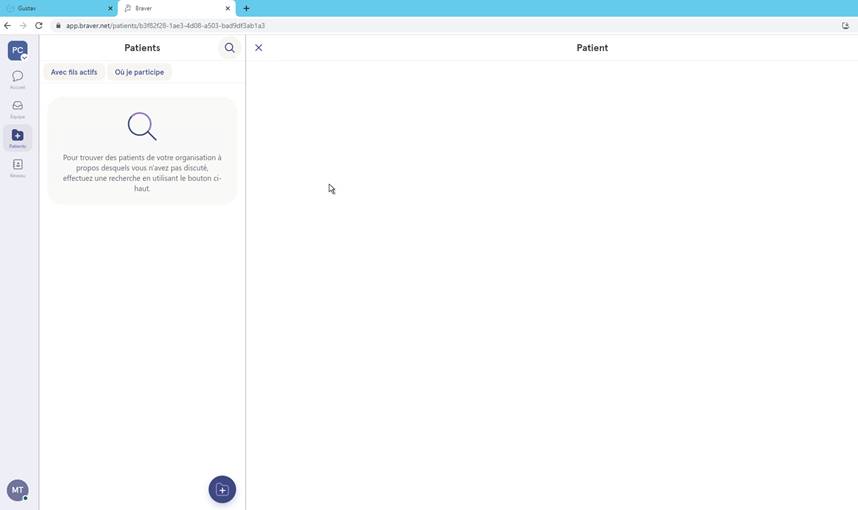 Gustav
Braver
app.braver.net/patients/b3f82f28-1ae3-4d08-a503-bad9df3ab1a3
PC
Accueil
Équipe
Patients
Réseau
MT
Patients
Avec fils actifs
Où je participe
Pour trouver des patients de votre organisation à
propos desquels vous n'avez pas discuté,
effectuez une recherche en utilisant le bouton ci-
haut.
Patient